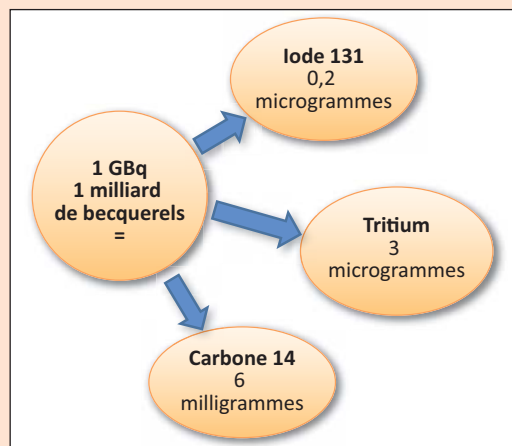 1 GBq
1 milliard
de becquerels
=
Iode 131
0,2
microgrammes
Tritium
3
microgrammes
Carbone 14
6
milligrammes